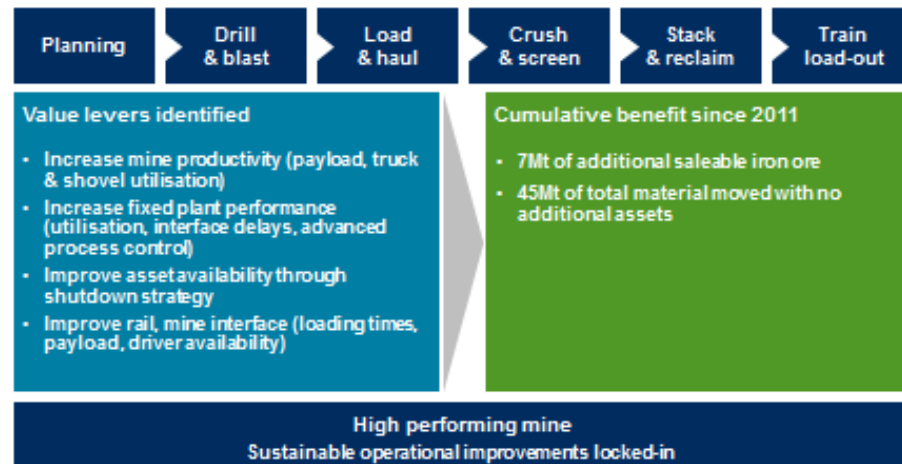 Planning
Drill
& blast
Load
& haul
Crush
& screen
Stack
& reclaim
Train
load-out
Value levers identified
• Increase mine productivity (payload, truck
& shovel utilisation)
• Increase fixed plant performance
(utilisation, interface delays, advanced
process control)
• Improve asset availability through
shutdown strategy
• Improve rail, mine interface (loading times,
payload, driver availability)
Cumulative benefit since 2011
• 7Mt of additional saleable iron ore
• 45Mt of total material moved with no
additional assets
High performing mine
Sustainable operational improvements locked-in